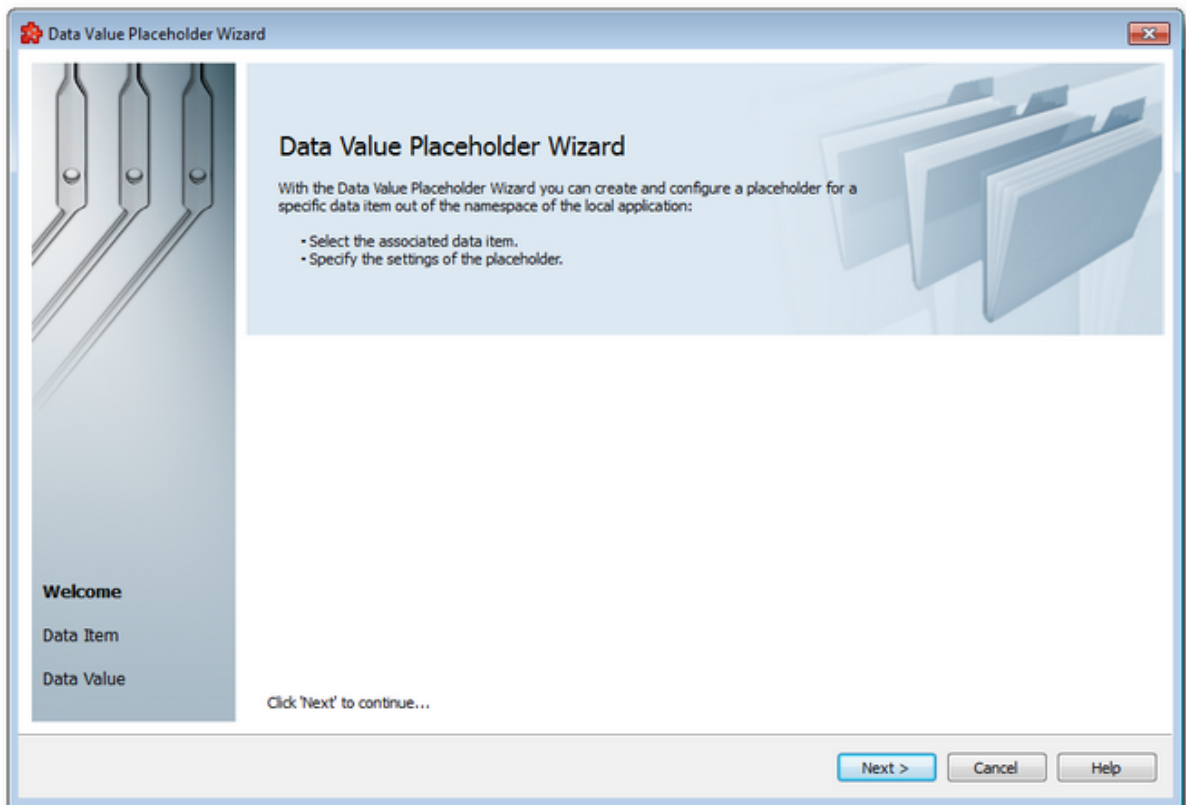 Data Value Placeholder Wizard
Data Value Placeholder Wizard
With the Data Value Placeholder Wizard you can create and configure a placeholder for a
specific data item out of the namespace of the local application:
• Select the associated data item.
• Specify the settings of the placeholder.
Welcome
Data Item
Data Value
Click 'Next' to continue...
Next >
Cancel
Help